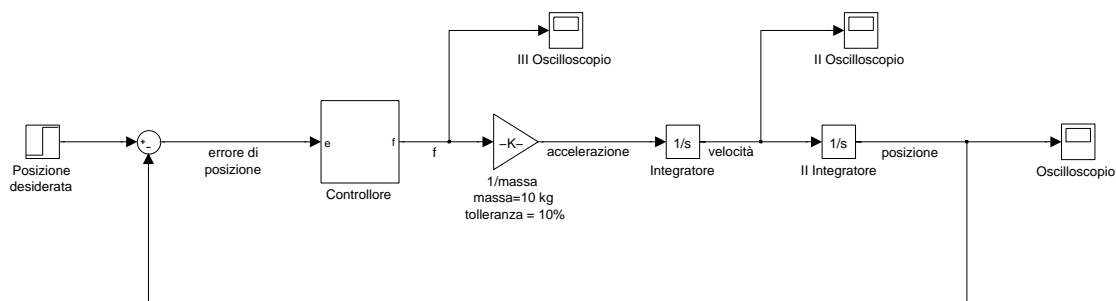 III Oscilloscopio
II Oscilloscopio
Posizione
desiderata
+
−
errore di
posizione
e
f
Controllore
f
−K−
1/massa
massa=10 kg
tolleranza = 10%
accelerazione
1/s
Integratore
velocità
1/s
II Integratore
posizione
Oscilloscopio